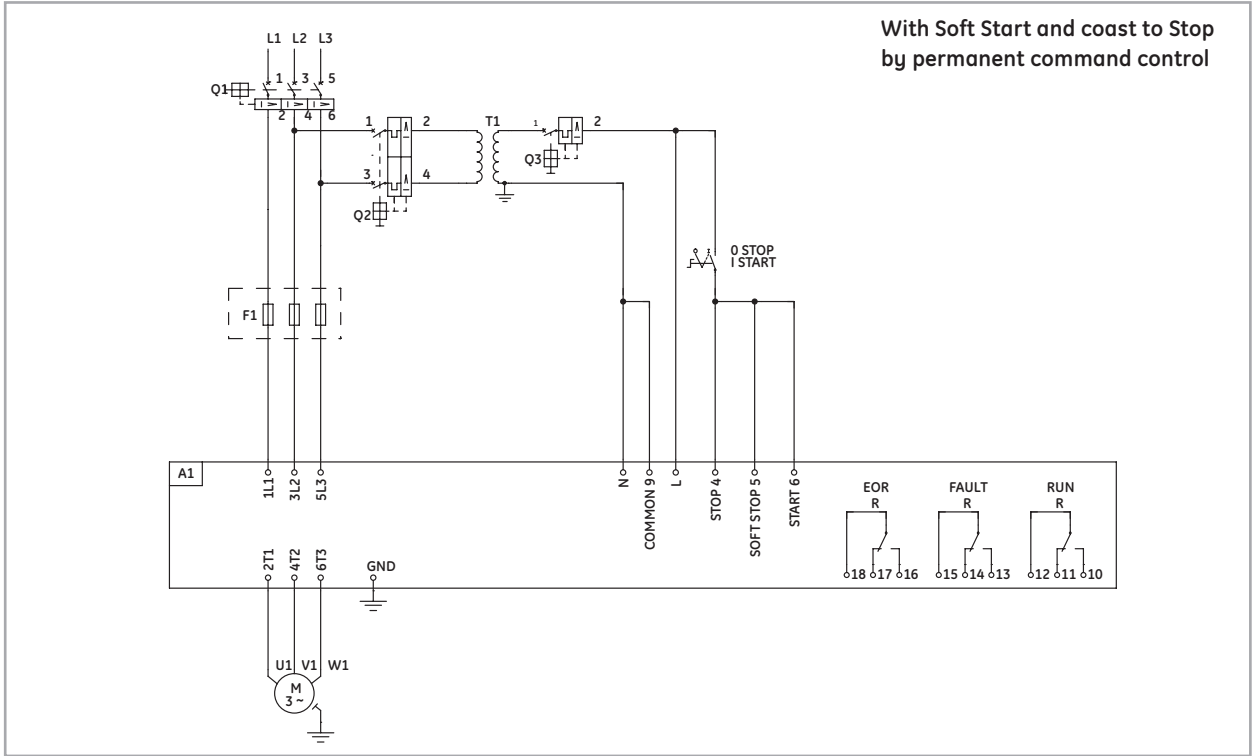 With Soft Start and coast to Stop
by permanent command control
L1 L2 L3
Q1 1 3 5
2 4 6
1 2 T1 1 2
Q3
3 4
Q2
0 STOP
I START
F1
A1
1L1 3L2 5L3 N COMMON 9 L STOP 4 SOFT STOP 5 START 6
EOR FAULT RUN
R R R
2T1 4T2 6T3 GND
18 17 16 15 14 13 12 11 10
U1 V1 W1
M
3 ~